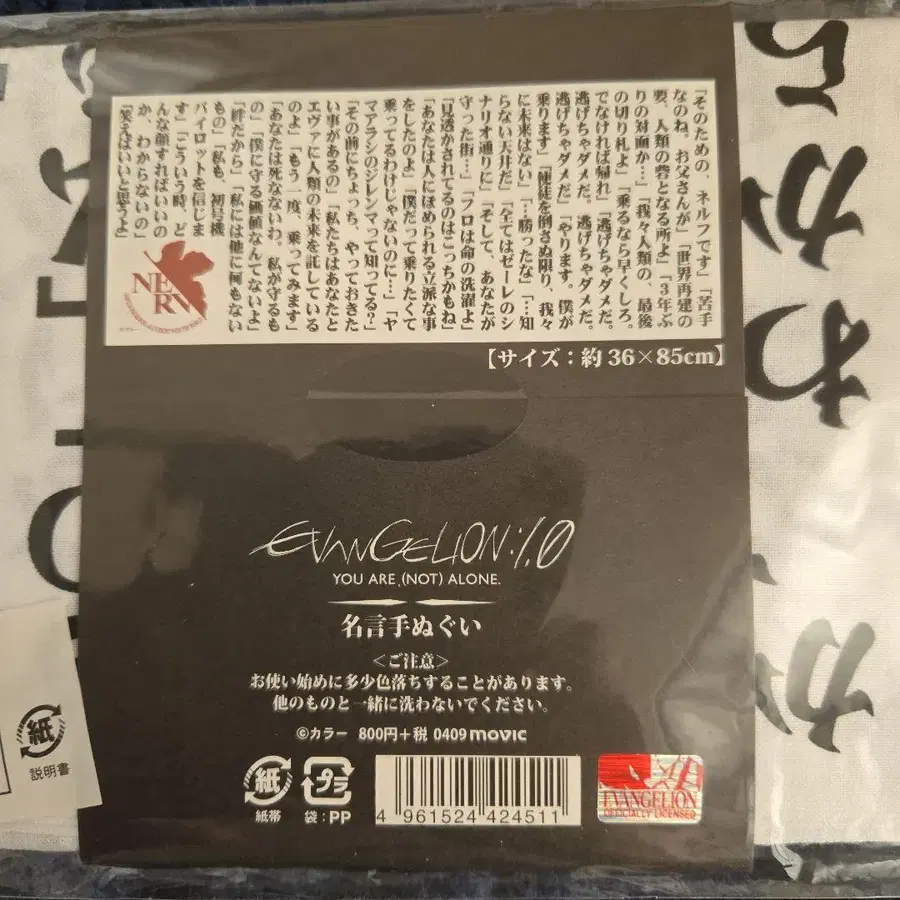 「そのための、ネルフです」「苦手
なのね、お父さんが」「世界再建の
要、人類の砦となる所よ」「3年ぶ
りの対面か…」「我々人類の、最後
の切り札よ」「乗るなら早くしろ。
でなければ帰れ」「逃げちゃダメだ。
逃げちゃダメだ。逃げちゃダメだ。
逃げちゃダメだ」「やります。僕が
乗ります」「使徒を倒さぬ限り、我々
に未来はない」「…勝ったな」「…知
らない天井だ」「全てはゼーレのシ
ナリオ通りに」「そして、あなたが
守った街…」「フロは命の洗濯よ」
「見透かされてるのはこっちかもね」
「あなたは人にほめられる立派な事
をしたのよ」「僕だって乗りたくて
乗ってるわけじゃないのに…」「ヤ
マアラシのジレンマって知ってる?」
「その前にちょっち、やっておきた
い事があるの」「私たちはあなたと
エヴァに人類の未来を託している
のよ」「もう一度、乗ってみます」
「あなたは死なないわ。私が守るも
の」「僕に守る価値なんてないよ」
「絆だから」「私には他に何もない
もの」「私も、初号機
パイロットを信じま
す」「こういう時、ど
んな顔すればいいの
か、わからないの」
「笑えばいいと思うよ」
NERV
【サイズ:約36×85cm】
EVANGELION:1.0
YOU ARE (NOT) ALONE.
名言手ぬぐい
<ご注意>
お使い始めに多少色落ちすることがあります。
他のものと一緒に洗わないでください。
©カラー 800円+税 0409 movic
紙
紙帯
プラ
袋:PP
4 961524 424511
EVANGELION
OFFICIALLY LICENSED
紙
説明書
らかわ
か